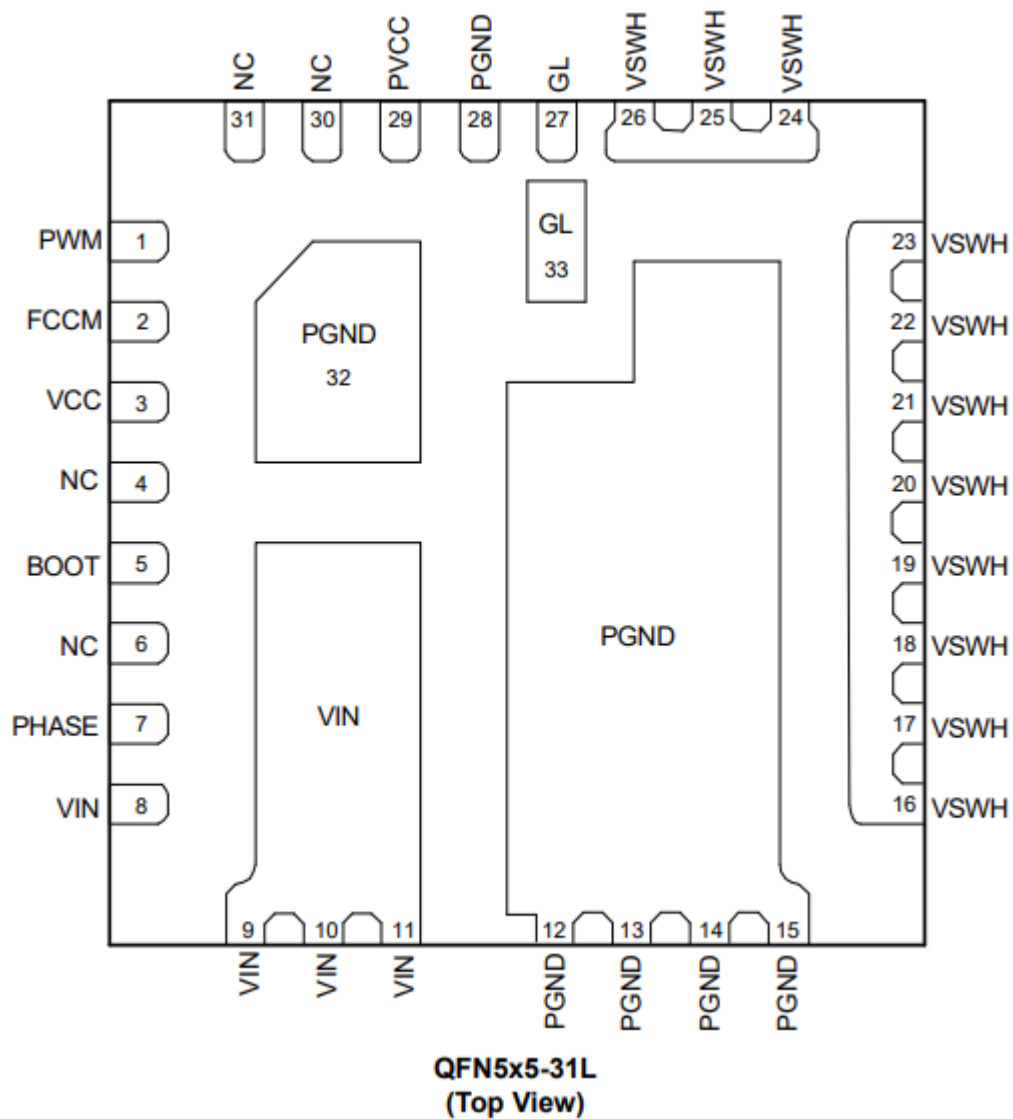 NC
NC
PVCC
PGND
GL
VSWH
VSWH
VSWH
31
30
29
28
27
26
25
24
PWM
1
FCCM
2
VCC
3
NC
4
BOOT
5
NC
6
PHASE
7
VIN
8
PGND
32
GL
33
VIN
PGND
23
VSWH
22
VSWH
21
VSWH
20
VSWH
19
VSWH
18
VSWH
17
VSWH
16
VSWH
9
10
11
12
13
14
15
VIN
VIN
VIN
PGND
PGND
PGND
PGND
QFN5x5-31L
(Top View)